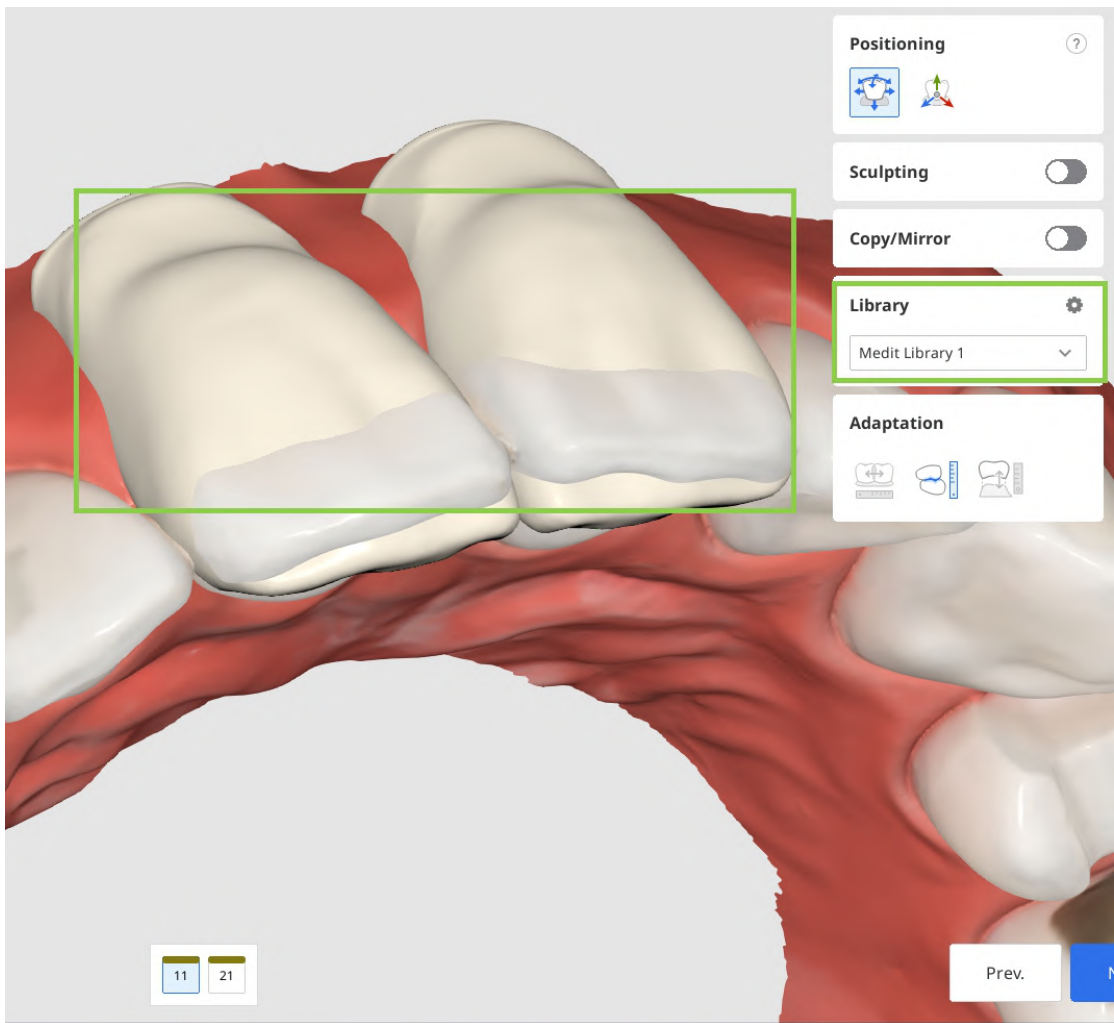 Positioning
?
Sculpting
Copy/Mirror
Library
Medit Library 1
Adaptation
11 21
Prev.
N